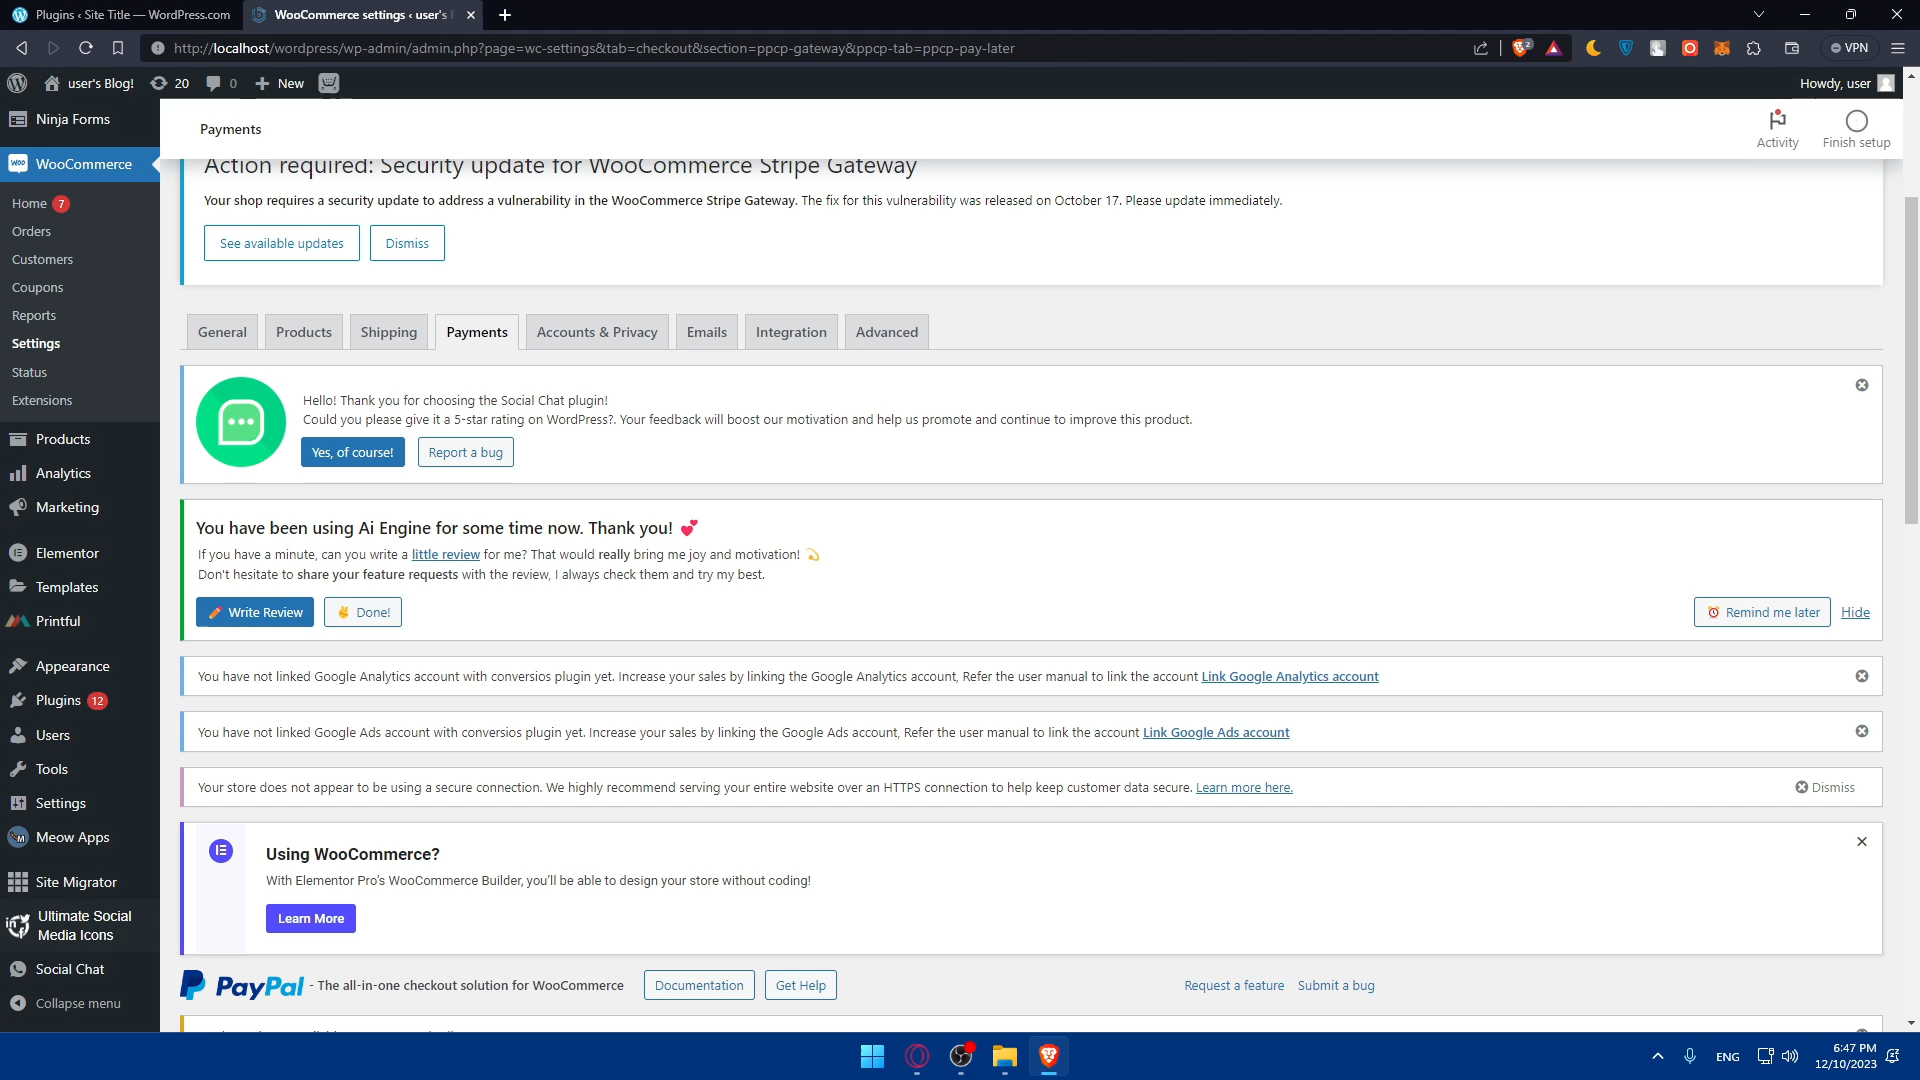 Plugins ‹ Site Title — WordPress.com
WooCommerce settings ‹ user's
http://localhost/wordpress/wp-admin/admin.php?page=wc-settings&tab=checkout&section=ppcp-gateway&ppcp-tab=ppcp-pay-later
2
VPN
user's Blog!
20
0
New
Howdy, user
Ninja Forms
WooCommerce
Home 7
Orders
Customers
Coupons
Reports
Settings
Status
Extensions
Products
Analytics
Marketing
Elementor
Templates
Printful
Appearance
Plugins 12
Users
Tools
Settings
Meow Apps
Site Migrator
Ultimate Social
Media Icons
Social Chat
Collapse menu
Payments
Activity
Finish setup
Action required: Security update for WooCommerce Stripe Gateway
Your shop requires a security update to address a vulnerability in the WooCommerce Stripe Gateway. The fix for this vulnerability was released on October 17. Please update immediately.
See available updates
Dismiss
General
Products
Shipping
Payments
Accounts & Privacy
Emails
Integration
Advanced
Hello! Thank you for choosing the Social Chat plugin!
Could you please give it a 5-star rating on WordPress?. Your feedback will boost our motivation and help us promote and continue to improve this product.
Yes, of course!
Report a bug
You have been using Ai Engine for some time now. Thank you! 💕
If you have a minute, can you write a little review for me? That would really bring me joy and motivation! 💫
Don't hesitate to share your feature requests with the review, I always check them and try my best.
Write Review
Done!
Remind me later
Hide
You have not linked Google Analytics account with conversios plugin yet. Increase your sales by linking the Google Analytics account, Refer the user manual to link the account Link Google Analytics account
You have not linked Google Ads account with conversios plugin yet. Increase your sales by linking the Google Ads account, Refer the user manual to link the account Link Google Ads account
Your store does not appear to be using a secure connection. We highly recommend serving your entire website over an HTTPS connection to help keep customer data secure. Learn more here.
Dismiss
Using WooCommerce?
With Elementor Pro's WooCommerce Builder, you'll be able to design your store without coding!
Learn More
PayPal - The all-in-one checkout solution for WooCommerce
Documentation
Get Help
Request a feature
Submit a bug
ENG
6:47 PM
12/10/2023